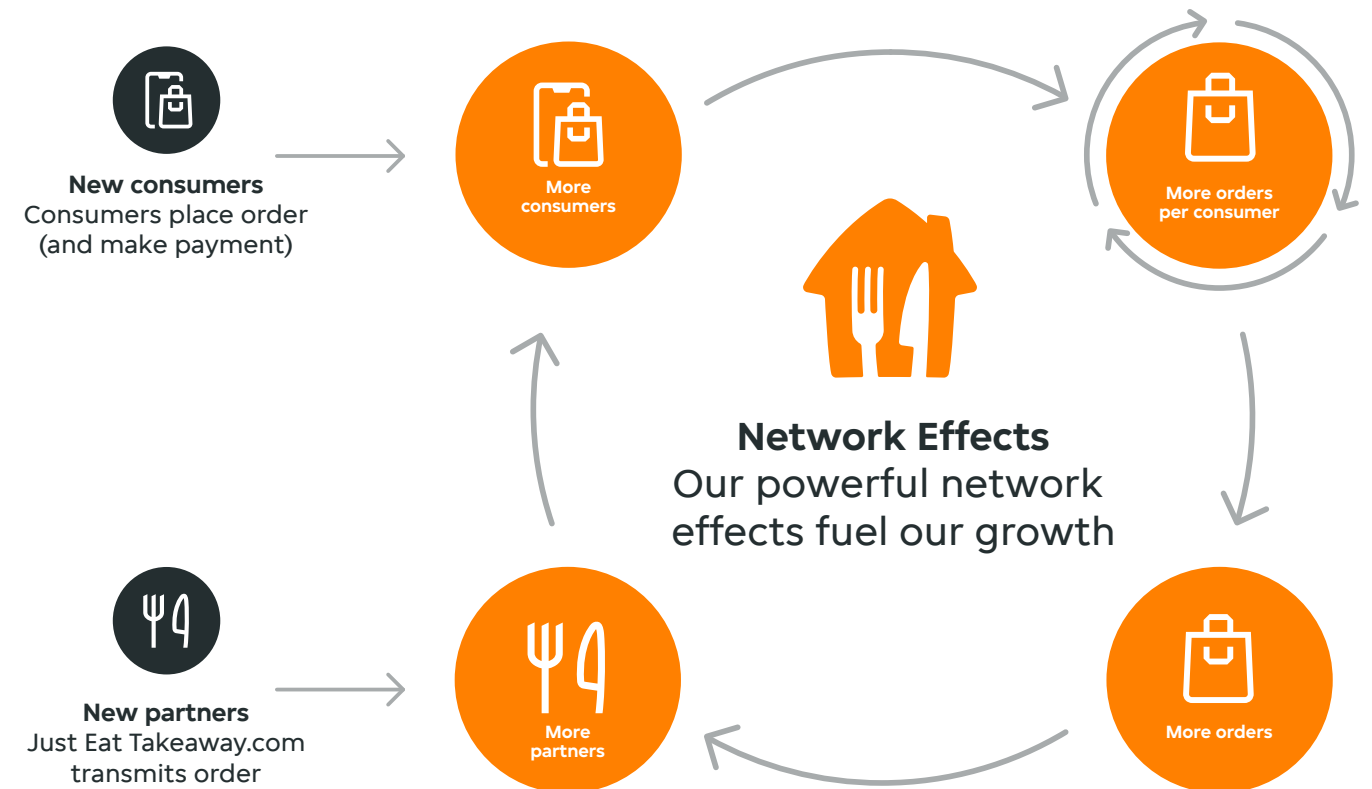 New consumers
Consumers place order
(and make payment)
More
consumers
More orders
per consumer
Network Effects
Our powerful network
effects fuel our growth
New partners
Just Eat Takeaway.com
transmits order
More
partners
More orders